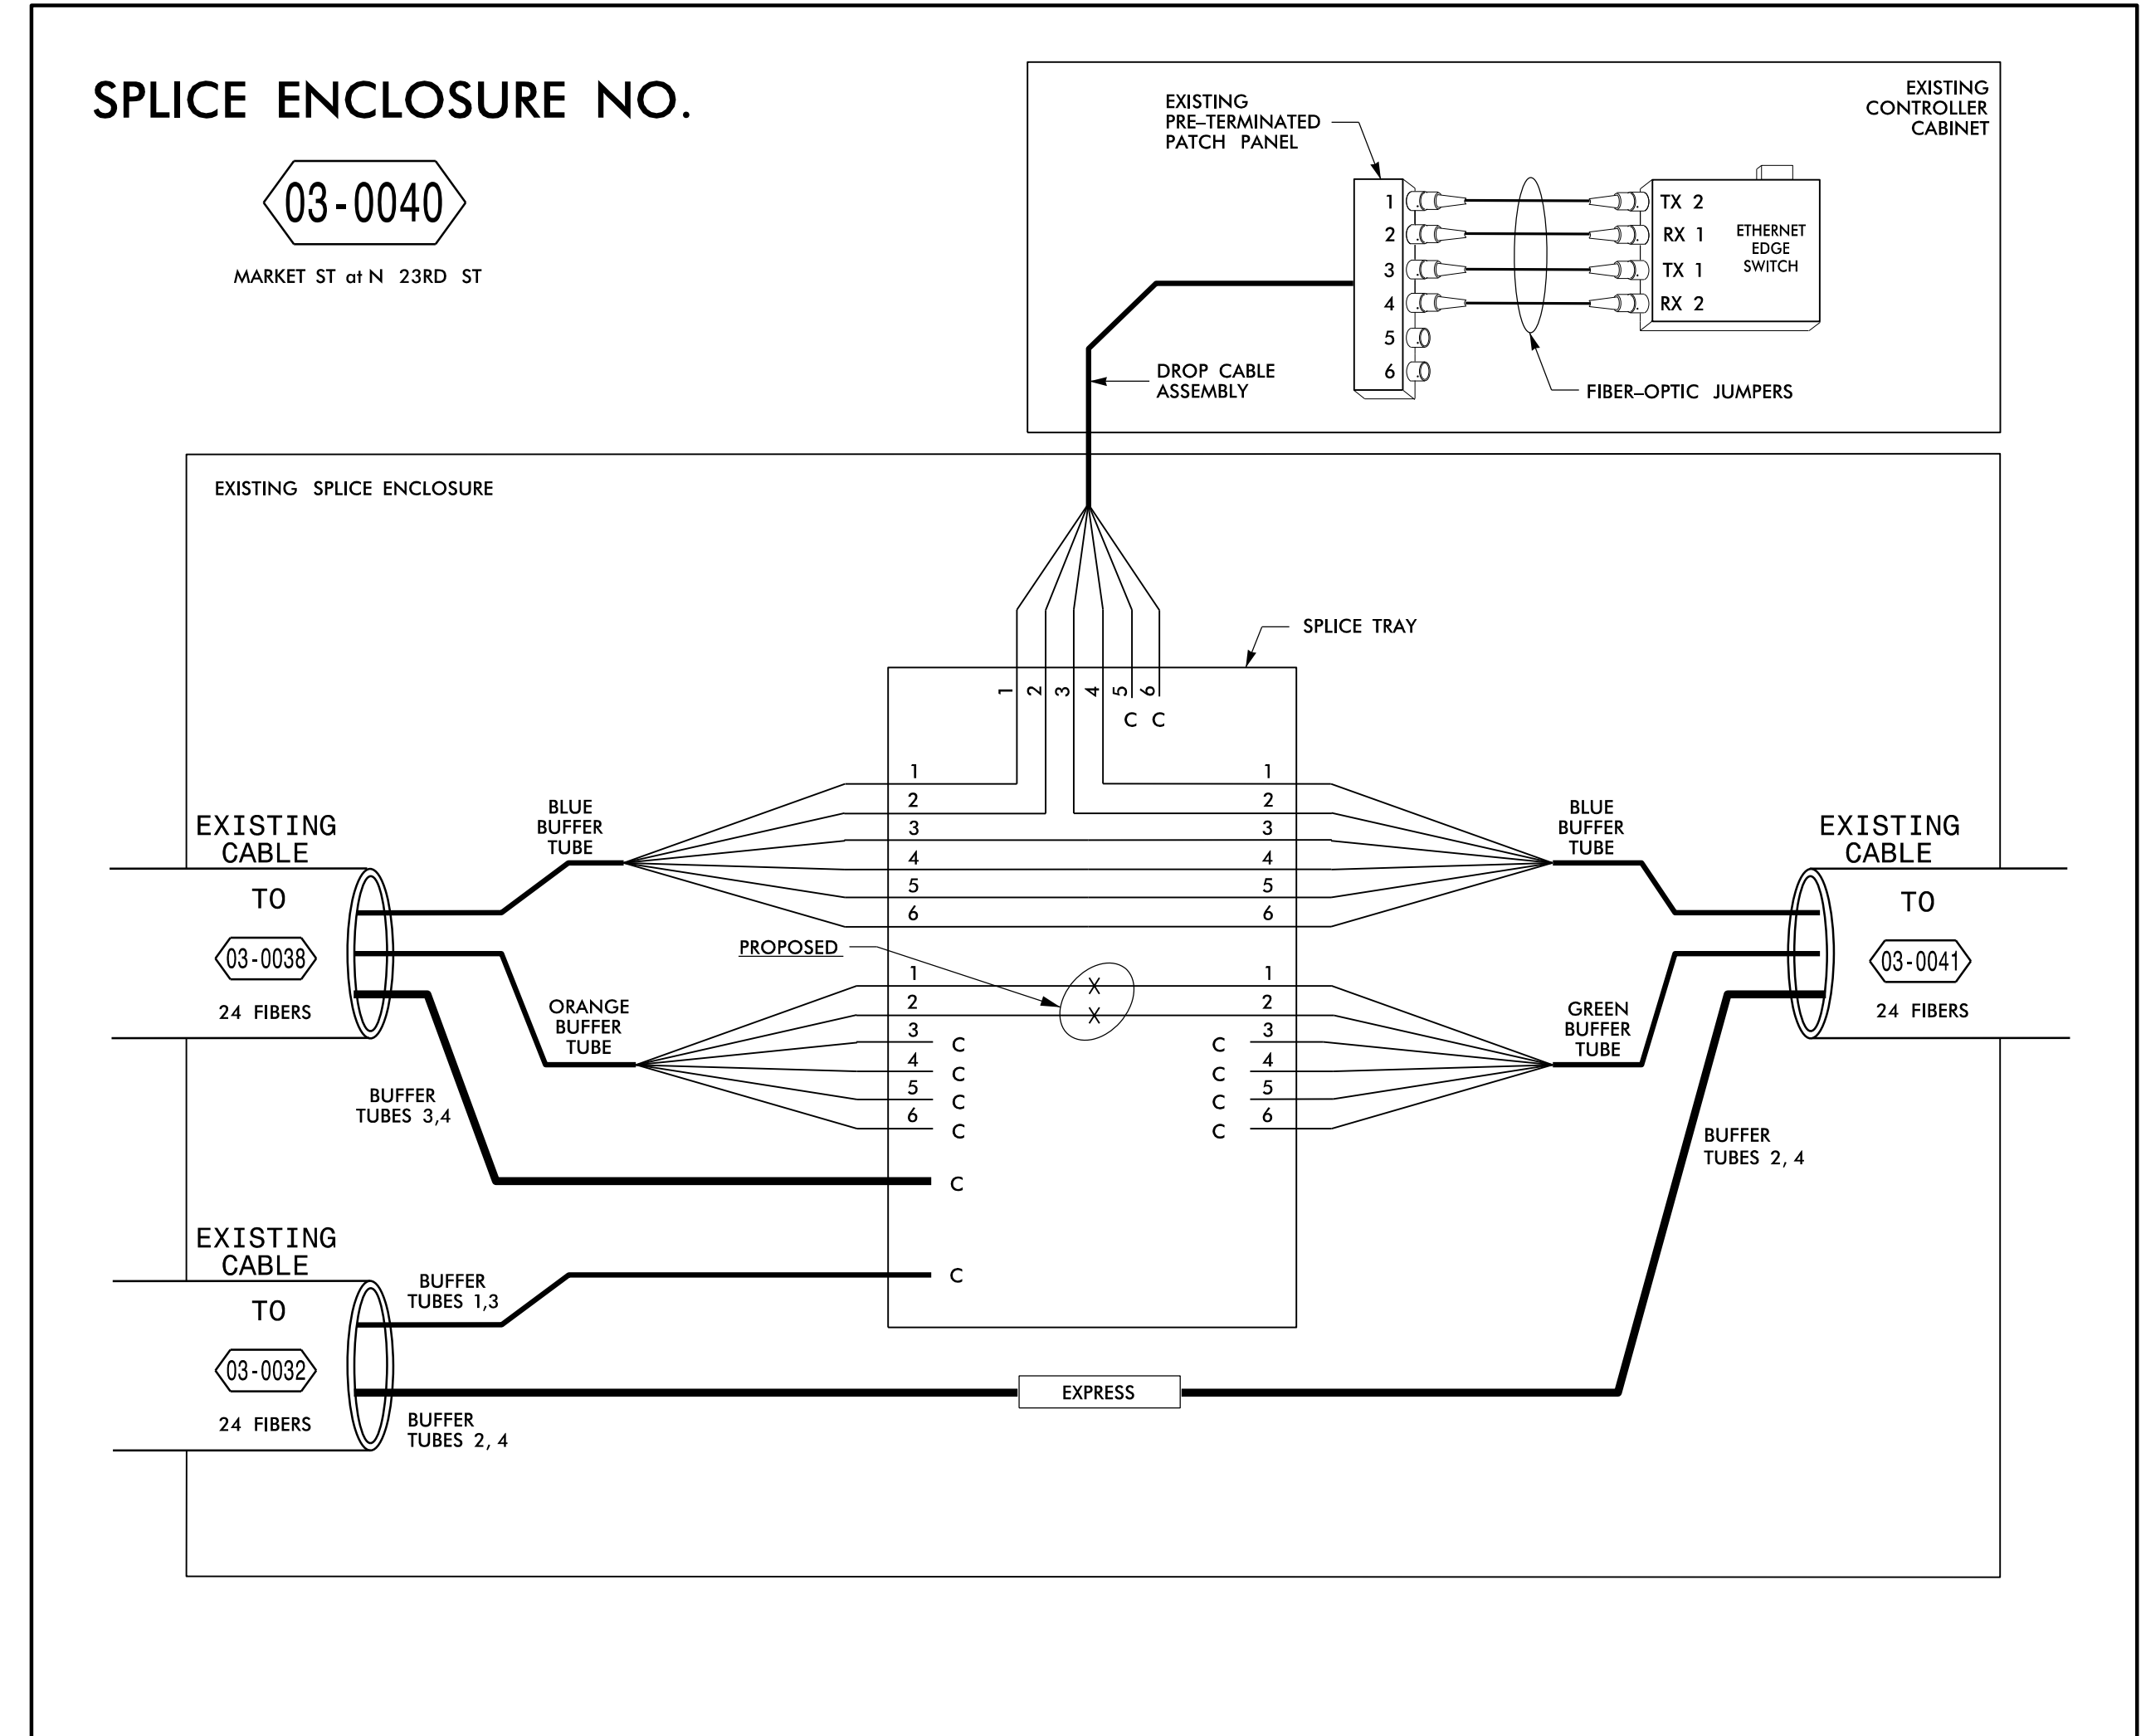 SPLICE ENCLOSURE NO.
03-0040
MARKET ST at N 23RD ST
EXISTING
CONTROLLER
CABINET
EXISTING
PRE–TERMINATED
PATCH PANEL
1
2
3
4
5
6
TX 2
RX 1
TX 1
RX 2
ETHERNET
EDGE
SWITCH
DROP CABLE
ASSEMBLY
FIBER–OPTIC JUMPERS
EXISTING SPLICE ENCLOSURE
SPLICE TRAY
1 2 3 4 5 6
C C
1 1
2 2
3 3
4 4
5 5
6 6
BLUE
BUFFER
TUBE
BLUE
BUFFER
TUBE
EXISTING
CABLE
TO
03-0038
24 FIBERS
EXISTING
CABLE
TO
03-0041
24 FIBERS
PROPOSED
X
X
1 1
2 2
3 C C 3
4 C C 4
5 C C 5
6 C C 6
ORANGE
BUFFER
TUBE
GREEN
BUFFER
TUBE
BUFFER
TUBES 3,4
C
BUFFER
TUBES 2, 4
EXISTING
CABLE
TO
03-0032
24 FIBERS
BUFFER
TUBES 1,3
C
EXPRESS
BUFFER
TUBES 2, 4